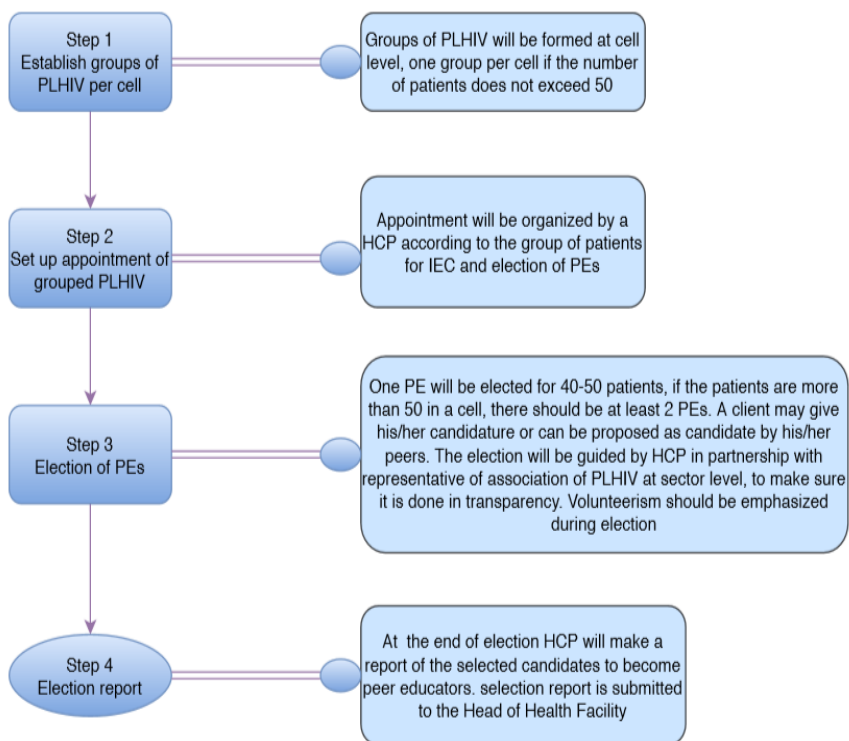 Step 1
Establish groups of
PLHIV per cell
Groups of PLHIV will be formed at cell
level, one group per cell if the number
of patients does not exceed 50
Step 2
Set up appointment of
grouped PLHIV
Appointment will be organized by a
HCP according to the group of patients
for IEC and election of PEs
Step 3
Election of PEs
One PE will be elected for 40-50 patients, if the patients are more
than 50 in a cell, there should be at least 2 PEs. A client may give
his/her candidature or can be proposed as candidate by his/her
peers. The election will be guided by HCP in partnership with
representative of association of PLHIV at sector level, to make sure
it is done in transparency. Volunteerism should be emphasized
during election
Step 4
Election report
At the end of election HCP will make a
report of the selected candidates to become
peer educators. selection report is submitted
to the Head of Health Facility